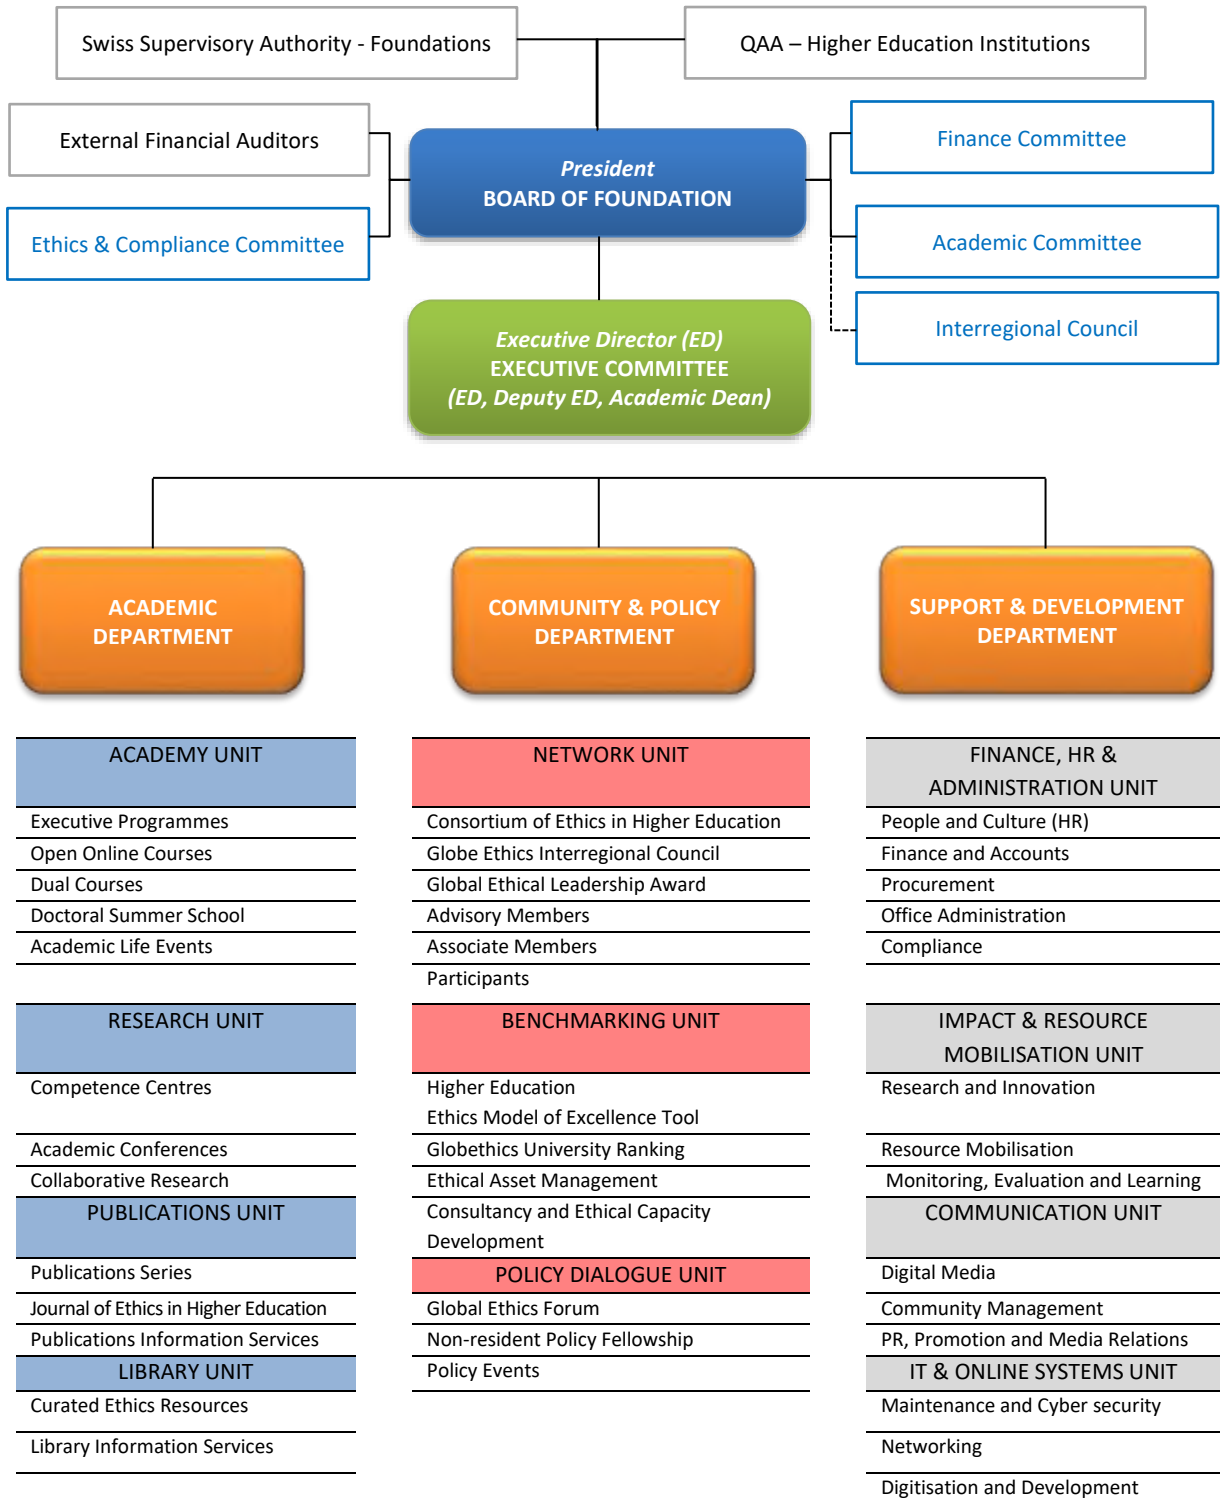 Swiss Supervisory Authority - Foundations
QAA – Higher Education Institutions
External Financial Auditors
Ethics & Compliance Committee
President
BOARD OF FOUNDATION
Finance Committee
Academic Committee
Interregional Council
Executive Director (ED)
EXECUTIVE COMMITTEE
(ED, Deputy ED, Academic Dean)
ACADEMIC
DEPARTMENT
COMMUNITY & POLICY
DEPARTMENT
SUPPORT & DEVELOPMENT
DEPARTMENT
ACADEMY UNIT
Executive Programmes
Open Online Courses
Dual Courses
Doctoral Summer School
Academic Life Events
RESEARCH UNIT
Competence Centres
Academic Conferences
Collaborative Research
PUBLICATIONS UNIT
Publications Series
Journal of Ethics in Higher Education
Publications Information Services
LIBRARY UNIT
Curated Ethics Resources
Library Information Services
NETWORK UNIT
Consortium of Ethics in Higher Education
Globe Ethics Interregional Council
Global Ethical Leadership Award
Advisory Members
Associate Members
Participants
BENCHMARKING UNIT
Higher Education
Ethics Model of Excellence Tool
Globethics University Ranking
Ethical Asset Management
Consultancy and Ethical Capacity
Development
POLICY DIALOGUE UNIT
Global Ethics Forum
Non-resident Policy Fellowship
Policy Events
FINANCE, HR &
ADMINISTRATION UNIT
People and Culture (HR)
Finance and Accounts
Procurement
Office Administration
Compliance
IMPACT & RESOURCE
MOBILISATION UNIT
Research and Innovation
Resource Mobilisation
Monitoring, Evaluation and Learning
COMMUNICATION UNIT
Digital Media
Community Management
PR, Promotion and Media Relations
IT & ONLINE SYSTEMS UNIT
Maintenance and Cyber security
Networking
Digitisation and Development